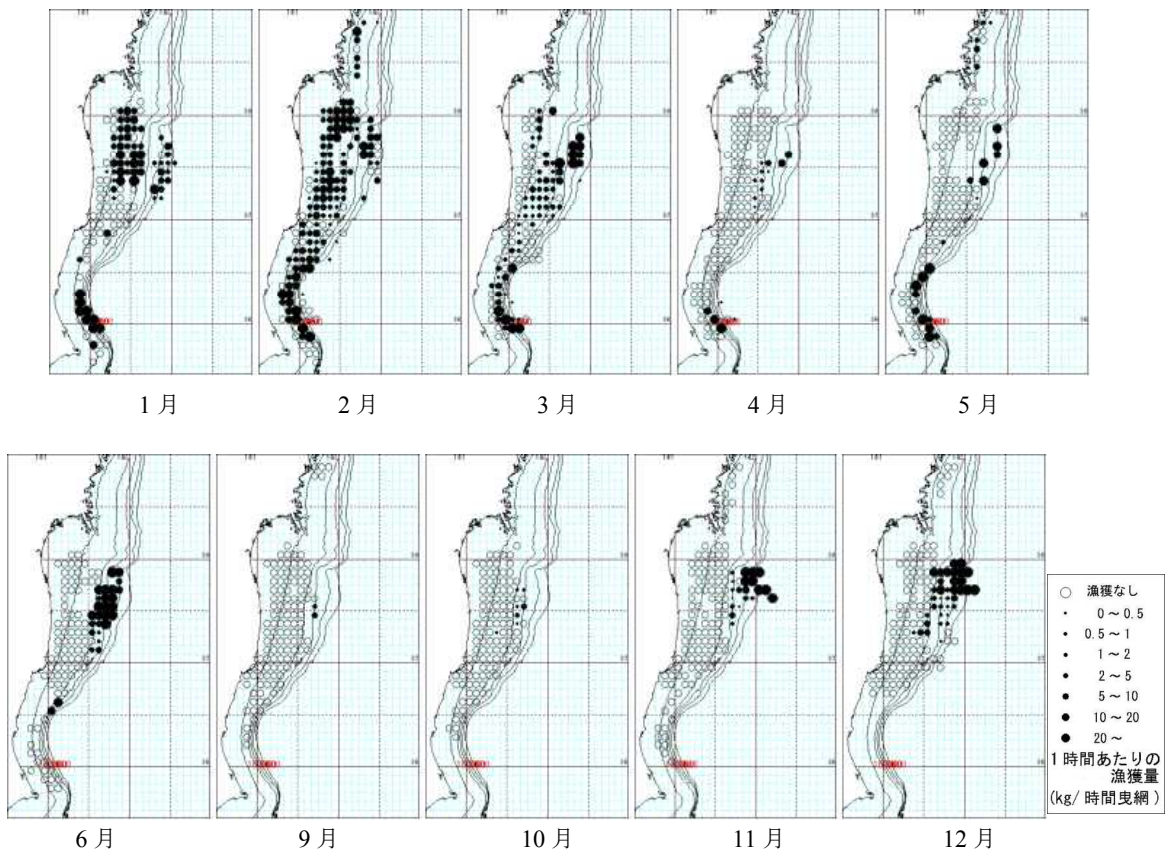 1月
2月
3月
4月
5月
漁獲なし
0～0.5
0.5～1
1～2
2～5
5～10
10～20
20～
1時間あたりの
漁獲量
(kg/時間曳網)
6月
9月
10月
11月
12月